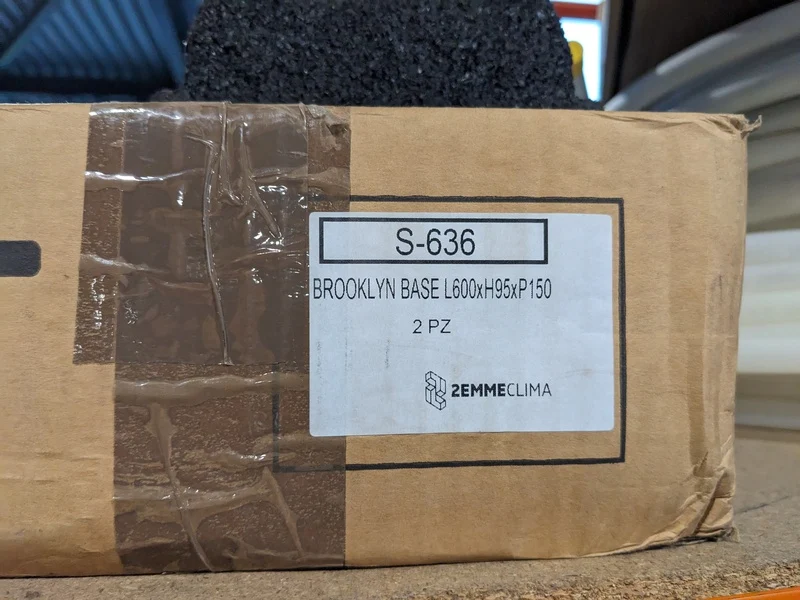 S-636
BROOKLYN BASE L600xH95xP150
2 PZ
2EMMECLIMA